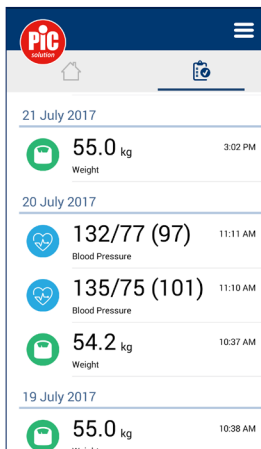 PiC
solution
21 July 2017
55.0 kg 3:02 PM
Weight
20 July 2017
132/77 (97) 11:11 AM
Blood Pressure
135/75 (101) 11:10 AM
Blood Pressure
54.2 kg 10:37 AM
Weight
19 July 2017
55.0 kg 10:38 AM